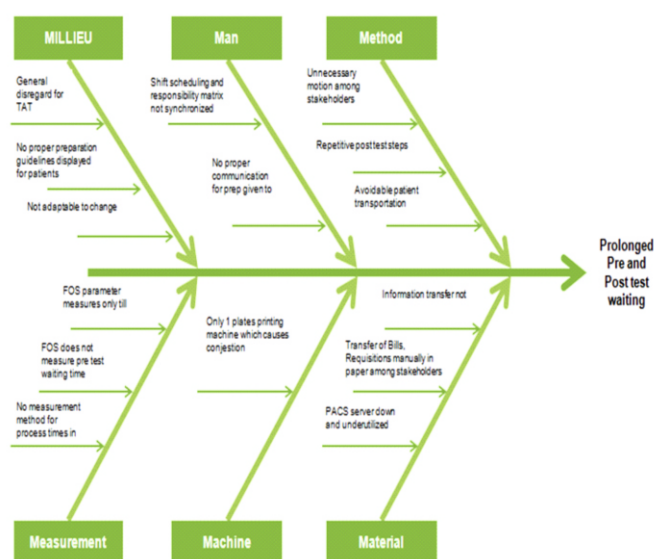 MILLIEU
Man
Method
General
disregard for
TAT
No proper preparation
guidelines displayed
for patients
Not adaptable to change
Shift scheduling and
responsibility matrix
not synchronized
No proper
communication
for prep given to
Unnecessary
motion among
stakeholders
Repetitive post test steps
Avoidable patient
transportation
Prolonged
Pre and
Post test
waiting
FOS parameter
measures only till
FOS does not
measure pre test
waiting time
No measurement
method for
process times in
Only 1 plates printing
machine which causes
conjestion
Information transfer not
Transfer of Bills,
Requisitions manually in
paper among stakeholders
PACS server down
and underutilized
Measurement
Machine
Material